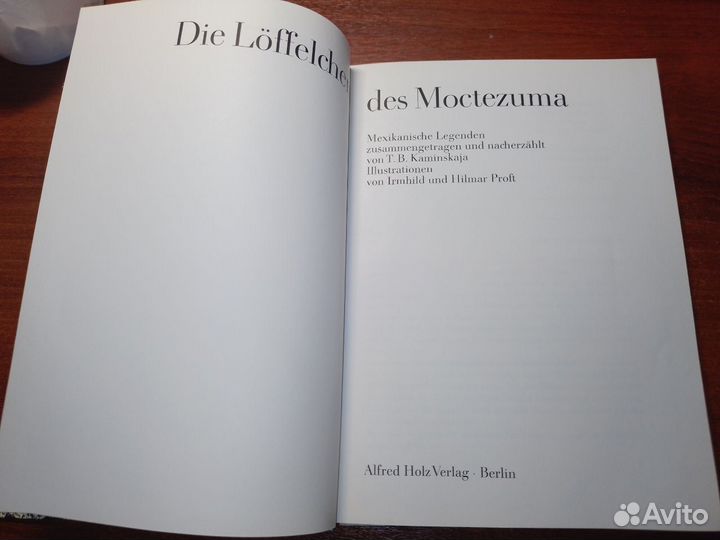 Die Löffelchen
des Moctezuma
Mexikanische Legenden
zusammengetragen und nacherzählt
von T. B. Kaminskaja
Illustrationen
von Irmhild und Hilmar Proft
Alfred Holz Verlag · Berlin
Avito